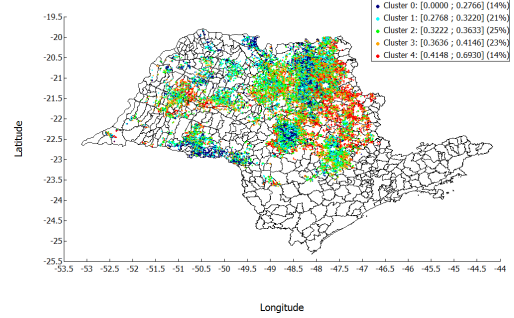 Cluster 0: [0.0000 ; 0.2766] (14%)
Cluster 1: [0.2768 ; 0.3220] (21%)
Cluster 2: [0.3222 ; 0.3633] (25%)
Cluster 3: [0.3636 ; 0.4146] (23%)
Cluster 4: [0.4148 ; 0.6930] (14%)
Latitude
-19.5
-20
-20.5
-21
-21.5
-22
-22.5
-23
-23.5
-24
-24.5
-25
-25.5
-53.5 -53 -52.5 -52 -51.5 -51 -50.5 -50 -49.5 -49 -48.5 -48 -47.5 -47 -46.5 -46 -45.5 -45 -44.5 -44
Longitude